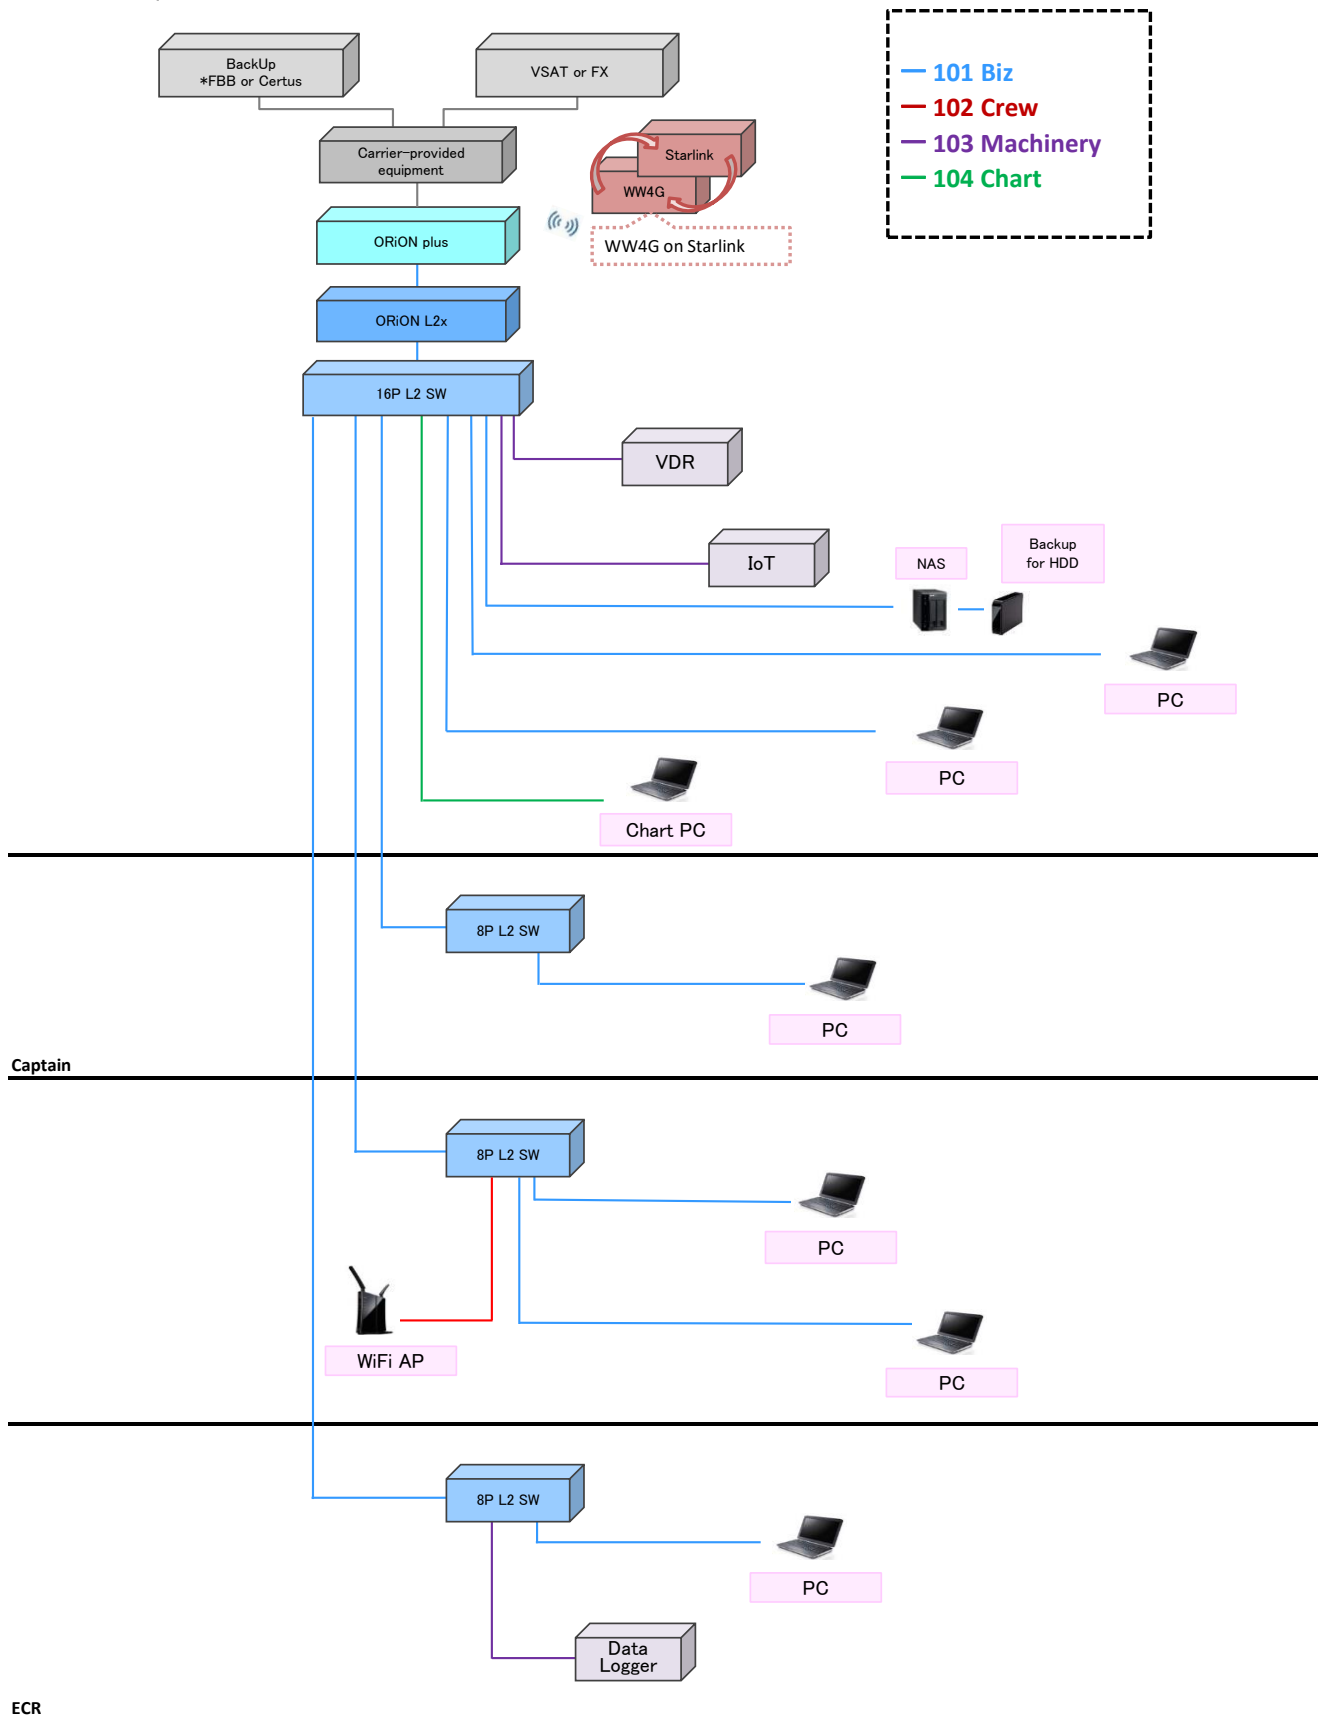 BackUp
*FBB or Certus
VSAT or FX
101 Biz
102 Crew
103 Machinery
104 Chart
Carrier-provided
equipment
Starlink
WW4G
ORiON plus
WW4G on Starlink
ORiON L2x
16P L2 SW
VDR
IoT
NAS
Backup
for HDD
PC
PC
Chart PC
8P L2 SW
PC
Captain
8P L2 SW
PC
WiFi AP
PC
8P L2 SW
PC
Data
Logger
ECR